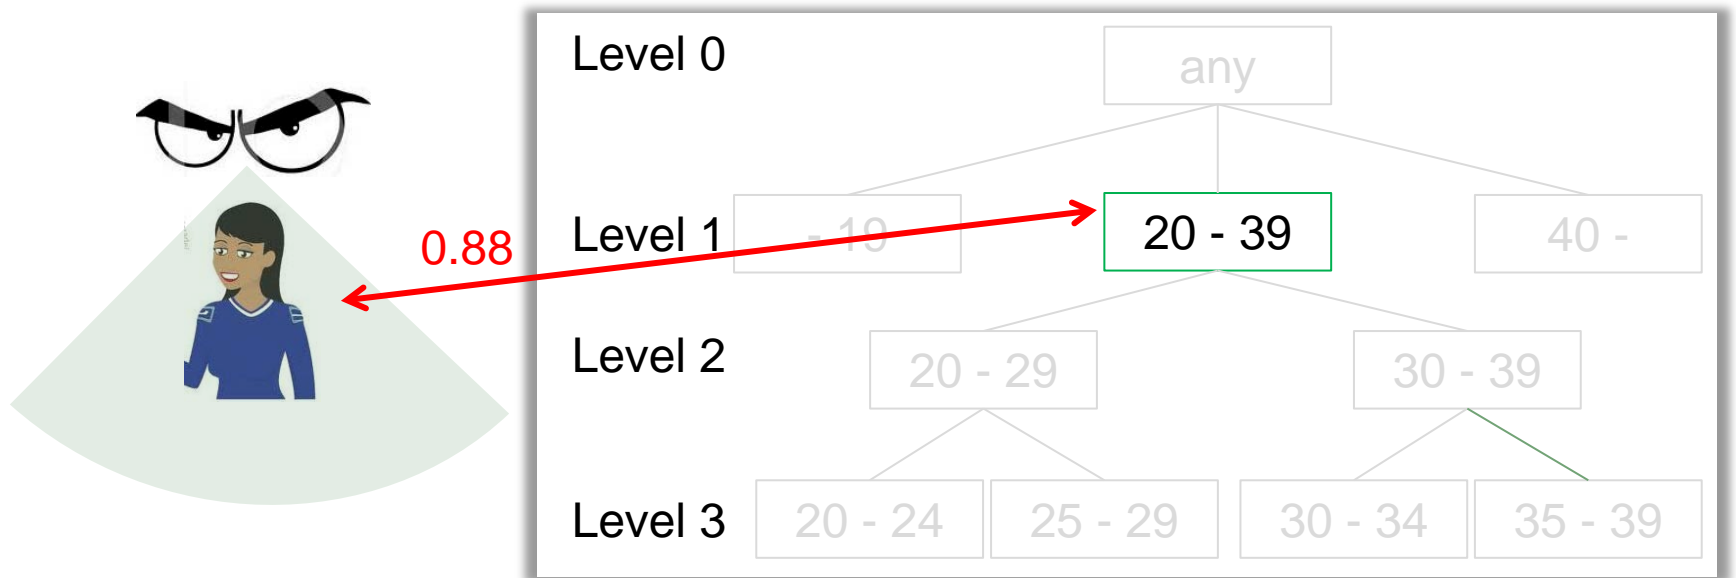 Level 0
any
0.88
Level 1
- 19
20 - 39
40 -
Level 2
20 - 29
30 - 39
Level 3
20 - 24
25 - 29
30 - 34
35 - 39